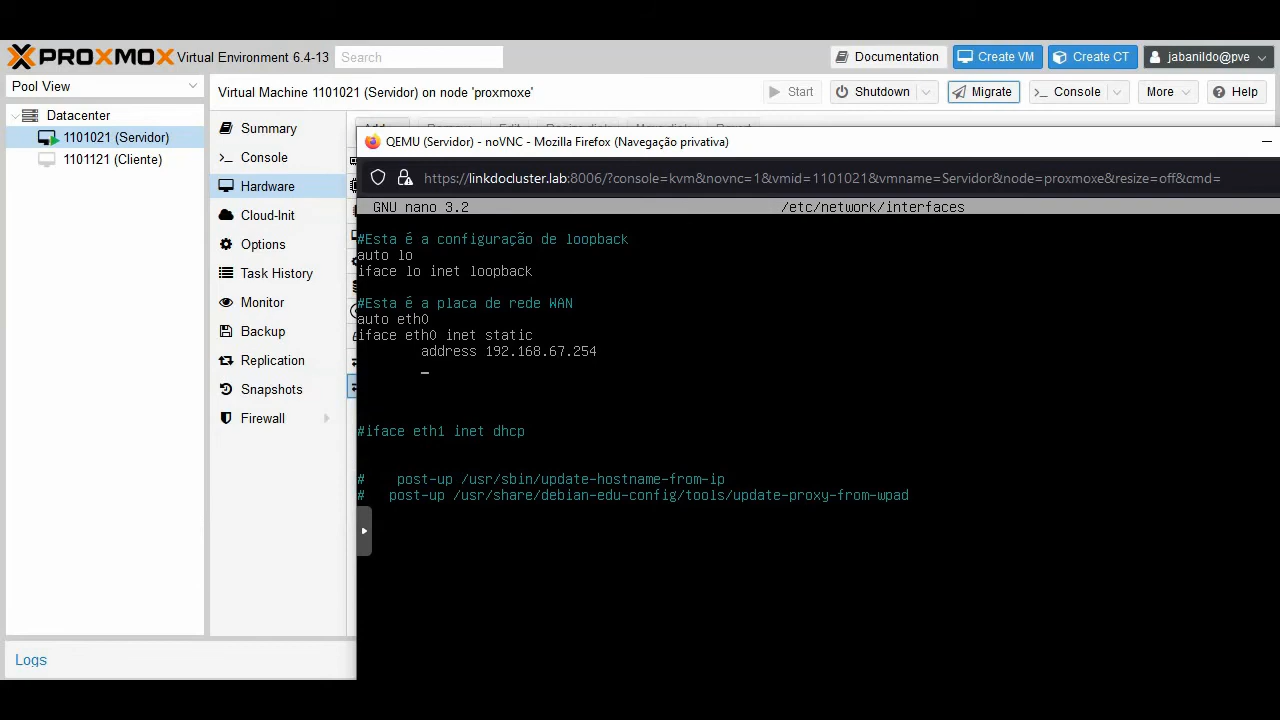 PROXMOX Virtual Environment 6.4-13 Search Documentation Create VM Create CT jabanildo@pve
Pool View
Virtual Machine 1101021 (Servidor) on node 'proxmoxe' Start Shutdown Migrate Console More Help
Datacenter
1101021 (Servidor)
1101121 (Cliente)
Summary
Console
Hardware
Cloud-Init
Options
Task History
Monitor
Backup
Replication
Snapshots
Firewall
QEMU (Servidor) - noVNC - Mozilla Firefox (Navegação privativa)
https://linkdocluster.lab:8006/?console=kvm&novnc=1&vmid=1101021&vmname=Servidor&node=proxmoxe&resize=off&cmd=
GNU nano 3.2 /etc/network/interfaces
#Esta é a configuração de loopback
auto lo
iface lo inet loopback
#Esta é a placa de rede WAN
auto eth0
iface eth0 inet static
address 192.168.67.254
#iface eth1 inet dhcp
# post-up /usr/sbin/update-hostname-from-ip
# post-up /usr/share/debian-edu-config/tools/update-proxy-from-wpad
Logs